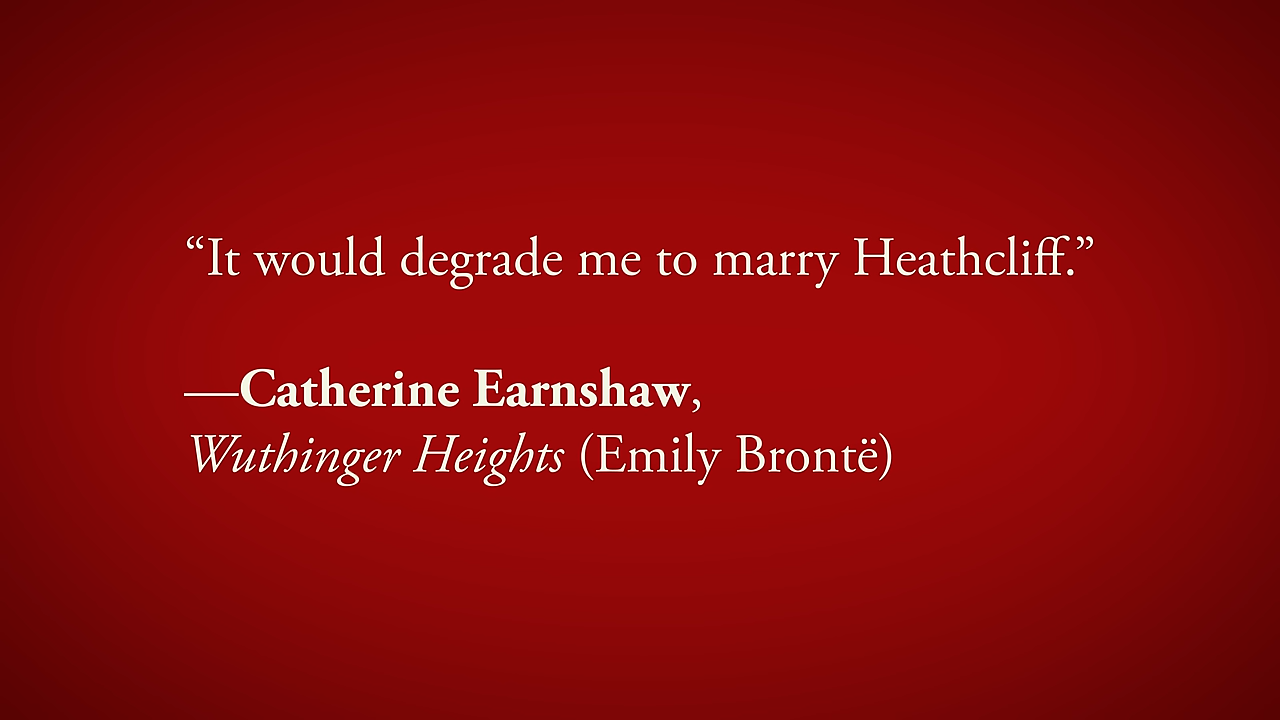 “It would degrade me to marry Heathcliff.”
—Catherine Earnshaw,
Wuthinger Heights (Emily Brontë)